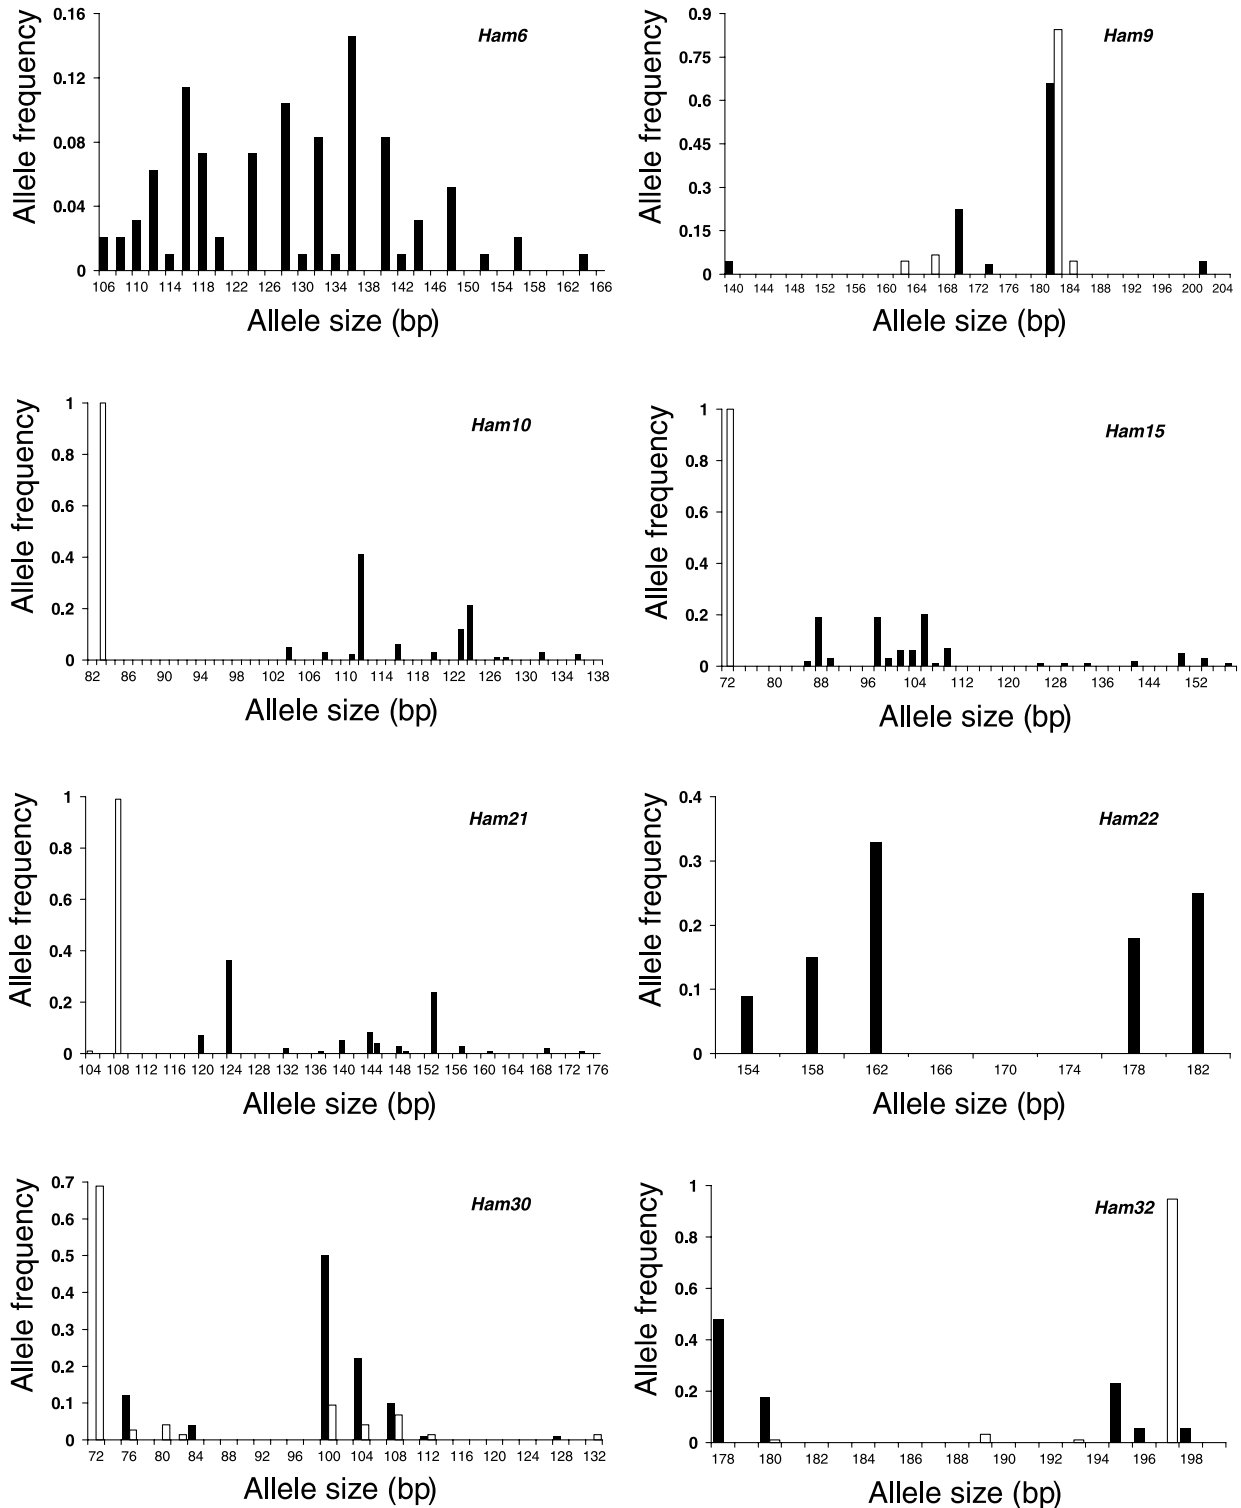 Ham6
Allele frequency
0.16
0.12
0.08
0.04
0
106 110 114 118 122 126 130 134 138 142 146 150 154 158 162 166
Allele size (bp)
Ham9
Allele frequency
0.9
0.75
0.6
0.45
0.3
0.15
0
140 144 148 152 156 160 164 168 172 176 180 184 188 192 196 200 204
Allele size (bp)
Ham10
Allele frequency
1
0.8
0.6
0.4
0.2
0
82 86 90 94 98 102 106 110 114 118 122 126 130 134 138
Allele size (bp)
Ham15
Allele frequency
1
0.8
0.6
0.4
0.2
0
72 80 88 96 104 112 120 128 136 144 152
Allele size (bp)
Ham21
Allele frequency
1
0.8
0.6
0.4
0.2
0
104 108 112 116 120 124 128 132 136 140 144 148 152 156 160 164 168 172 176
Allele size (bp)
Ham22
Allele frequency
0.4
0.3
0.2
0.1
0
154 158 162 166 170 174 178 182
Allele size (bp)
Ham30
Allele frequency
0.7
0.6
0.5
0.4
0.3
0.2
0.1
0
72 76 80 84 88 92 96 100 104 108 112 116 120 124 128 132
Allele size (bp)
Ham32
Allele frequency
1
0.8
0.6
0.4
0.2
0
178 180 182 184 186 188 190 192 194 196 198
Allele size (bp)